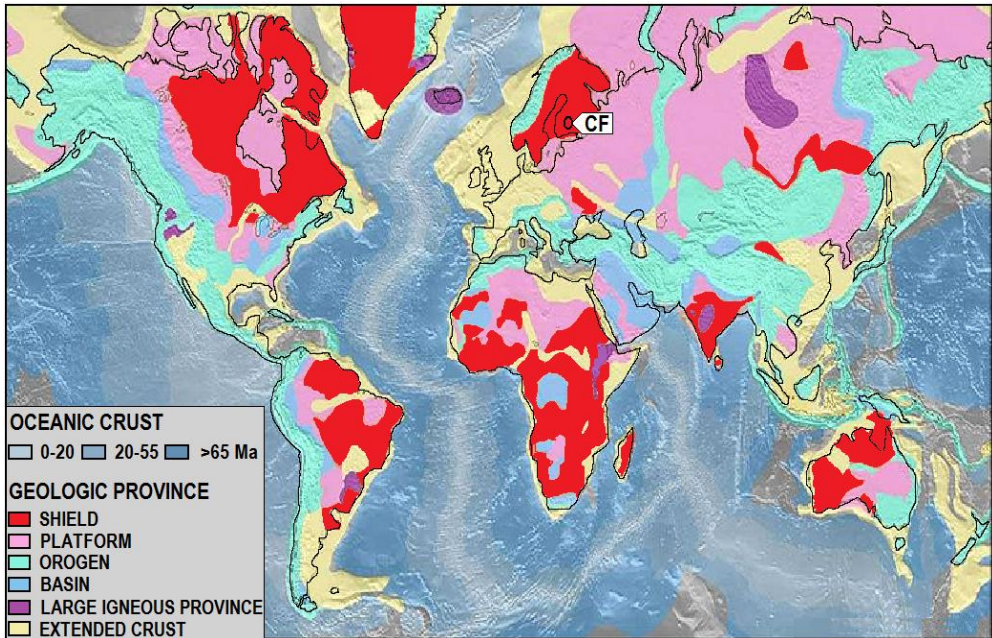 CF
OCEANIC CRUST
0-20 20-55 >65 Ma
GEOLOGIC PROVINCE
SHIELD
PLATFORM
OROGEN
BASIN
LARGE IGNEOUS PROVINCE
EXTENDED CRUST